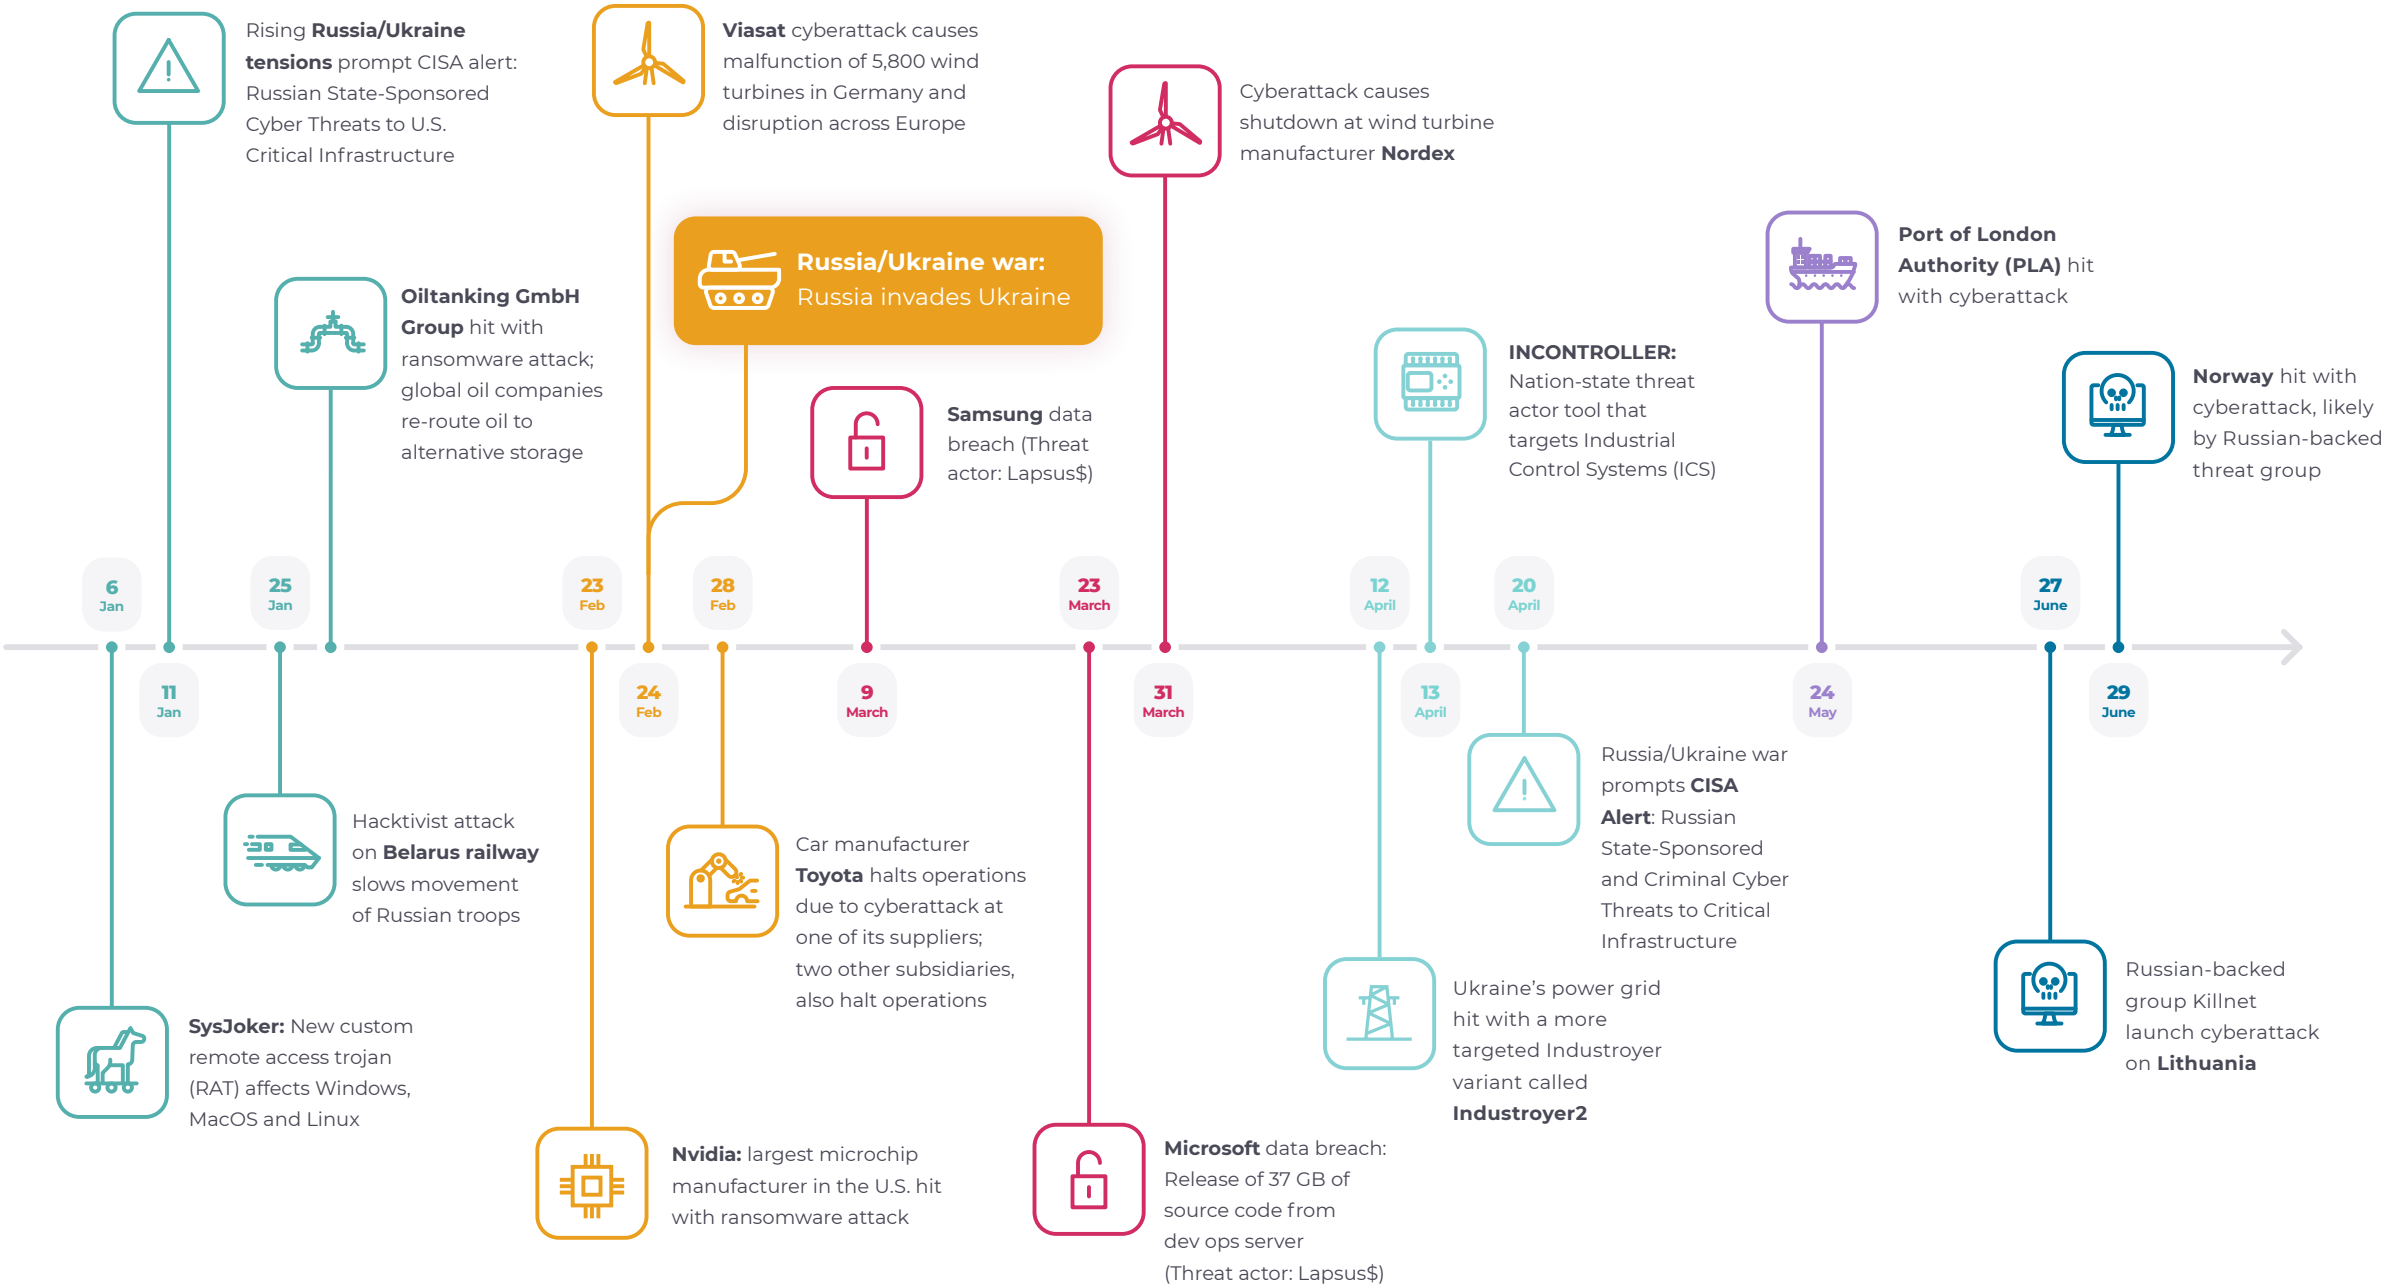 Rising Russia/Ukraine
tensions prompt CISA alert:
Russian State-Sponsored
Cyber Threats to U.S.
Critical Infrastructure
Viasat cyberattack causes
malfunction of 5,800 wind
turbines in Germany and
disruption across Europe
Cyberattack causes
shutdown at wind turbine
manufacturer Nordex
Russia/Ukraine war:
Russia invades Ukraine
Port of London
Authority (PLA) hit
with cyberattack
Oiltanking GmbH
Group hit with
ransomware attack;
global oil companies
re-route oil to
alternative storage
Samsung data
breach (Threat
actor: Lapsus$)
INCONTROLLER:
Nation-state threat
actor tool that
targets Industrial
Control Systems (ICS)
Norway hit with
cyberattack, likely
by Russian-backed
threat group
6
Jan
25
Jan
23
Feb
28
Feb
23
March
12
April
20
April
27
June
11
Jan
24
Feb
9
March
31
March
13
April
24
May
29
June
Hacktivist attack
on Belarus railway
slows movement
of Russian troops
Car manufacturer
Toyota halts operations
due to cyberattack at
one of its suppliers;
two other subsidiaries,
also halt operations
Russia/Ukraine war
prompts CISA
Alert: Russian
State-Sponsored
and Criminal Cyber
Threats to Critical
Infrastructure
SysJoker: New custom
remote access trojan
(RAT) affects Windows,
MacOS and Linux
Ukraine’s power grid
hit with a more
targeted Industroyer
variant called
Industroyer2
Russian-backed
group Killnet
launch cyberattack
on Lithuania
Nvidia: largest microchip
manufacturer in the U.S. hit
with ransomware attack
Microsoft data breach:
Release of 37 GB of
source code from
dev ops server
(Threat actor: Lapsus$)